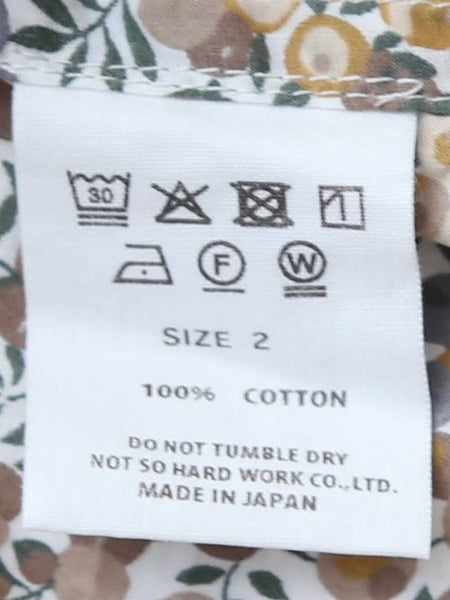 30
F W
SIZE 2
100% COTTON
DO NOT TUMBLE DRY
NOT SO HARD WORK CO.,LTD.
MADE IN JAPAN